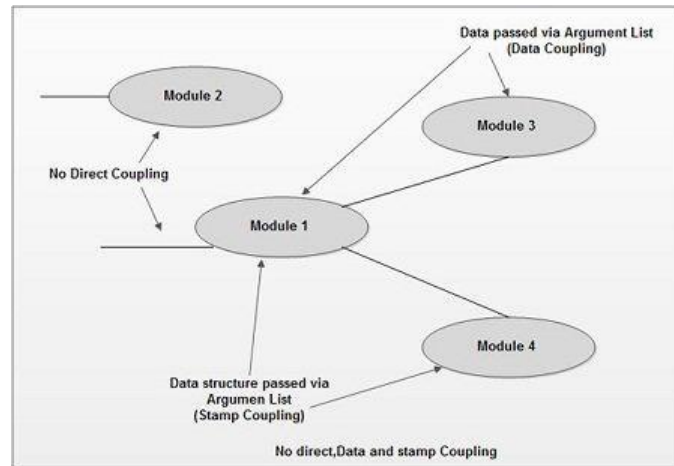 Data passed via Argument List
(Data Coupling)
Module 2
Module 3
No Direct Coupling
Module 1
Module 4
Data structure passed via
Argumen List
(Stamp Coupling)
No direct,Data and stamp Coupling